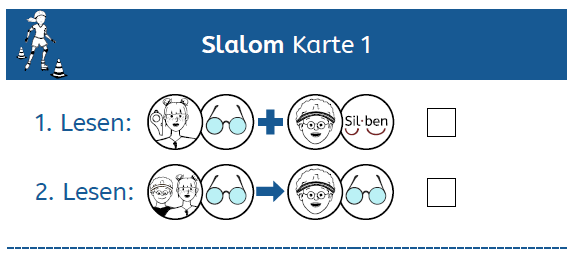 Slalom Karte 1
1. Lesen:
Sil·ben
2. Lesen: